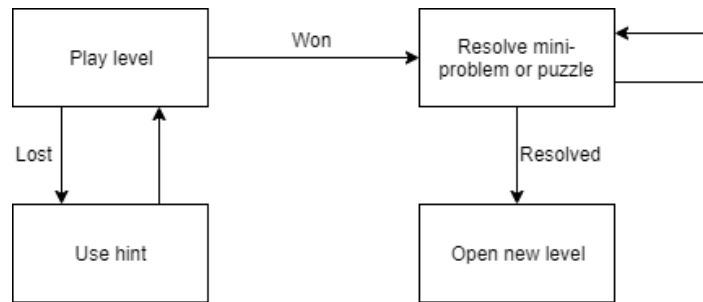 Play level
Won
Resolve mini-
problem or puzzle
Lost
Resolved
Use hint
Open new level